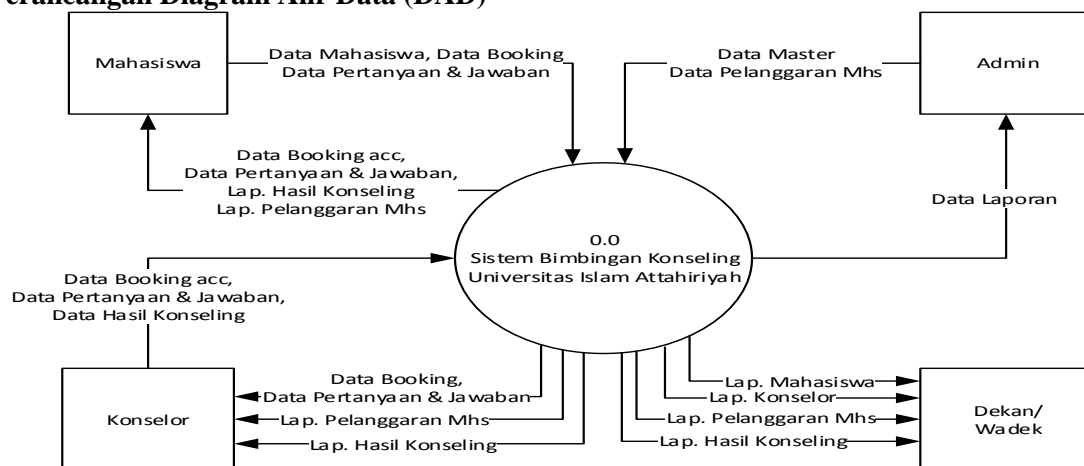 Perancangan Diagram Alir Data (DAD)
Mahasiswa
Data Mahasiswa, Data Booking
Data Pertanyaan & Jawaban
Data Master
Data Pelanggaran Mhs
Admin
Data Booking acc,
Data Pertanyaan & Jawaban,
Lap. Hasil Konseling
Lap. Pelanggaran Mhs
Data Laporan
0.0
Sistem Bimbingan Konseling
Universitas Islam Attahiriyah
Data Booking acc,
Data Pertanyaan & Jawaban,
Data Hasil Konseling
Konselor
Data Booking,
Data Pertanyaan & Jawaban
Lap. Pelanggaran Mhs
Lap. Hasil Konseling
Lap. Mahasiswa
Lap. Konselor
Lap. Pelanggaran Mhs
Lap. Hasil Konseling
Dekan/
Wadek